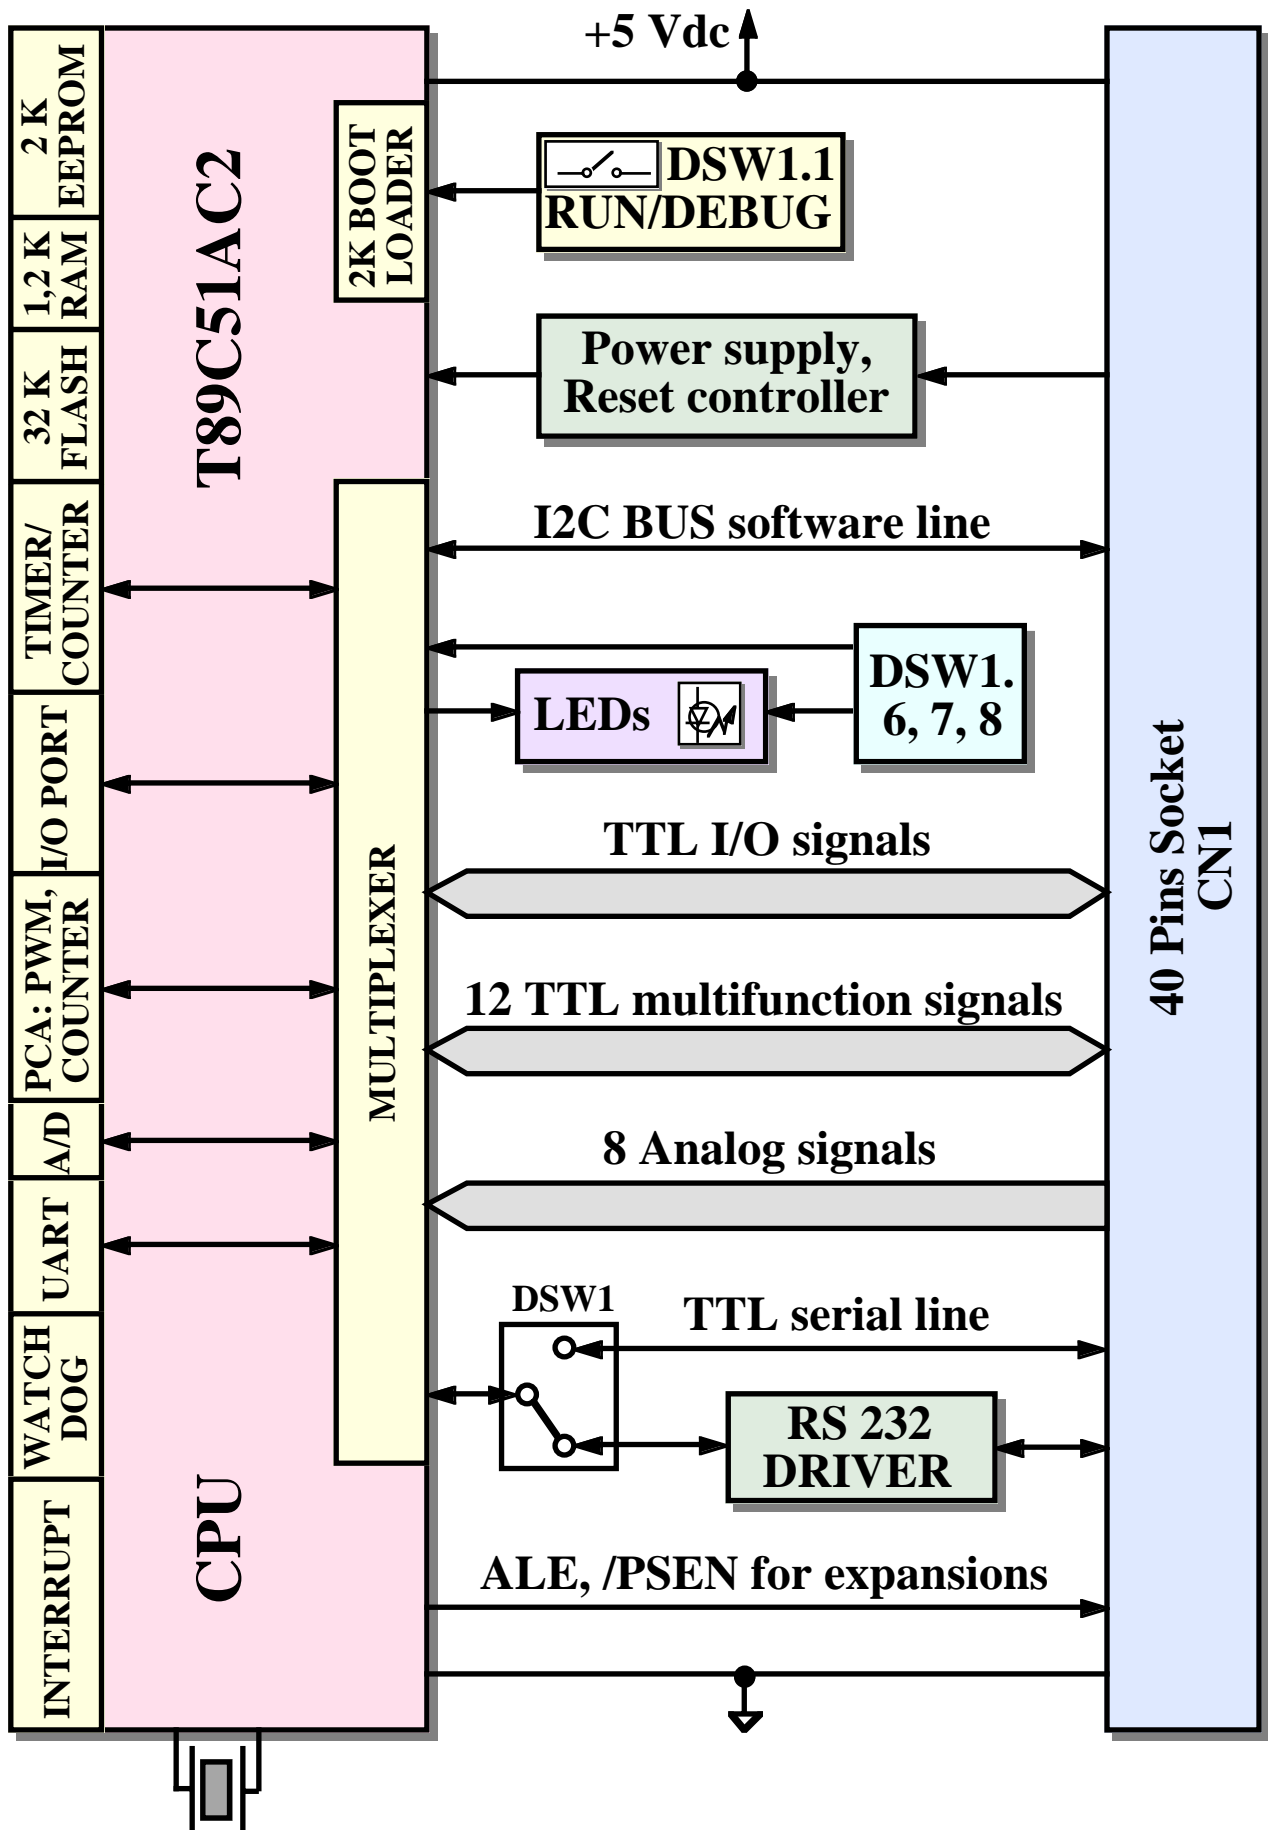 +5 Vdc
2 K
EEPROM
1,2 K
RAM
32 K
FLASH
TIMER/
COUNTER
I/O PORT
PCA: PWM,
COUNTER
A/D
UART
WATCH
DOG
INTERRUPT
T89C51AC2
CPU
2K BOOT
LOADER
MULTIPLEXER
DSW1.1
RUN/DEBUG
Power supply,
Reset controller
I2C BUS software line
DSW1.
6, 7, 8
LEDs
TTL I/O signals
12 TTL multifunction signals
8 Analog signals
DSW1
TTL serial line
RS 232
DRIVER
ALE, /PSEN for expansions
40 Pins Socket
CN1